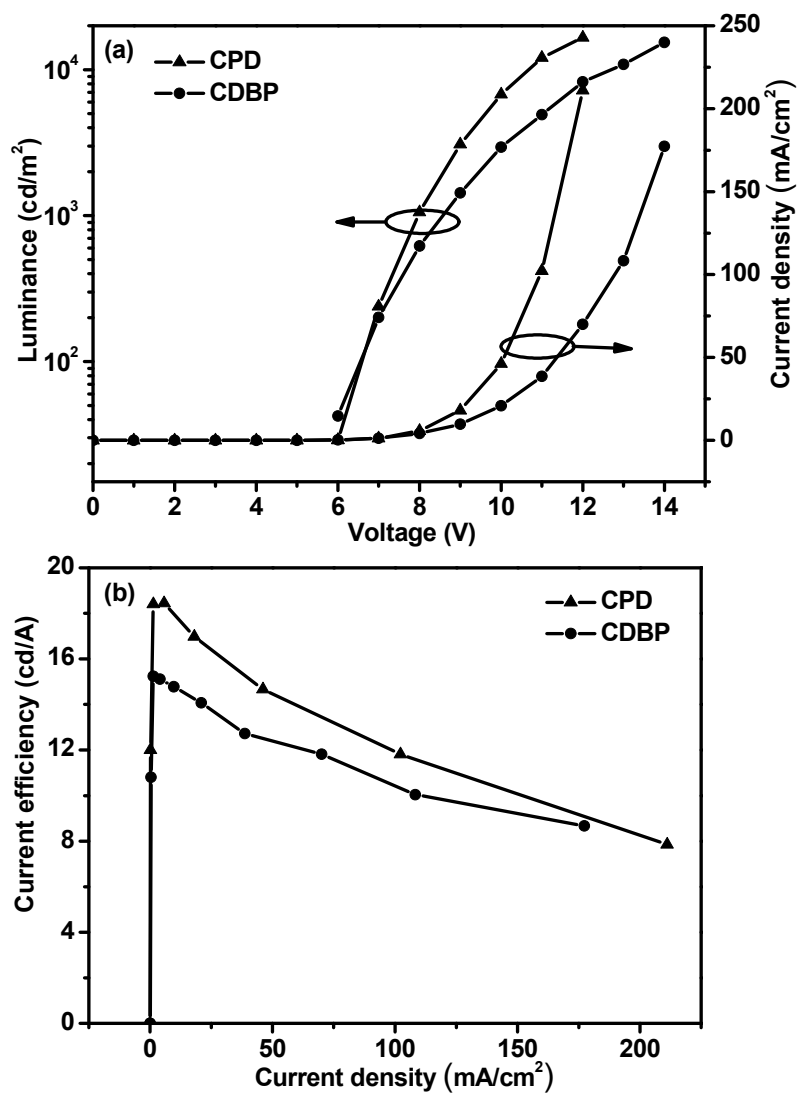 (a)
CPD
CDBP
Luminance (cd/m²)
10⁴
10³
10²
250
200
150
100
50
0
Current density (mA/cm²)
0 2 4 6 8 10 12 14
Voltage (V)
(b)
CPD
CDBP
Current efficiency (cd/A)
20
16
12
8
4
0
0 50 100 150 200
Current density (mA/cm²)